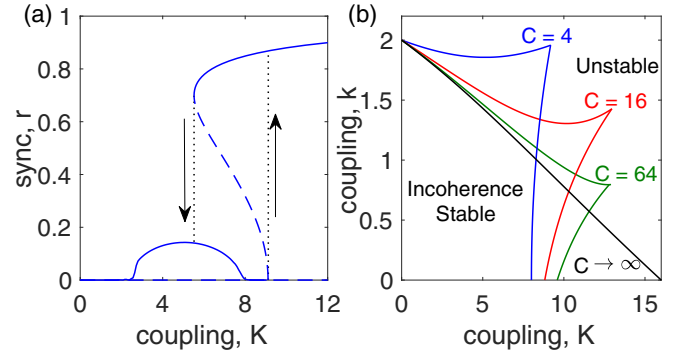 (a)
1
0.8
0.6
0.4
0.2
0
sync, r
0 4 8 12
coupling, K
(b)
2
1.5
1
0.5
0
coupling, k
C = 4
Unstable
C = 16
C = 64
Incoherence
Stable
C → ∞
0 5 10 15
coupling, K